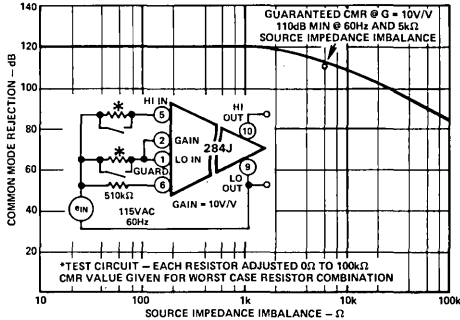 140
120
100
80
60
40
20
COMMON MODE REJECTION – dB
GUARANTEED CMR @ G = 10V/V
110dB MIN @ 60Hz AND 5kΩ
SOURCE IMPEDANCE IMBALANCE
*
HI IN
5
2
GAIN
*
1
LO IN
GUARD
510kΩ
6
284J
HI
OUT
10
9
LO
OUT
GAIN = 10V/V
eIN
115VAC
60Hz
*TEST CIRCUIT – EACH RESISTOR ADJUSTED 0Ω TO 100kΩ
CMR VALUE GIVEN FOR WORST CASE RESISTOR COMBINATION
10
100
1k
10k
100k
SOURCE IMPEDANCE IMBALANCE – Ω